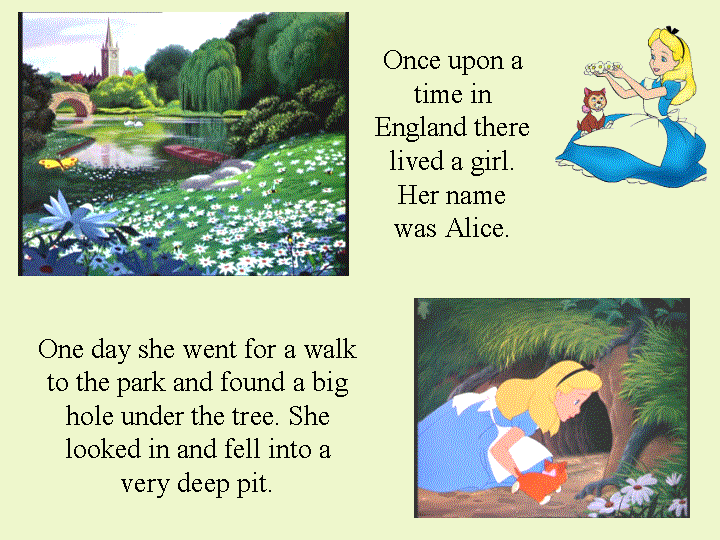 Once upon a
time in
England there
lived a girl.
Her name
was Alice.
One day she went for a walk
to the park and found a big
hole under the tree. She
looked in and fell into a
very deep pit.